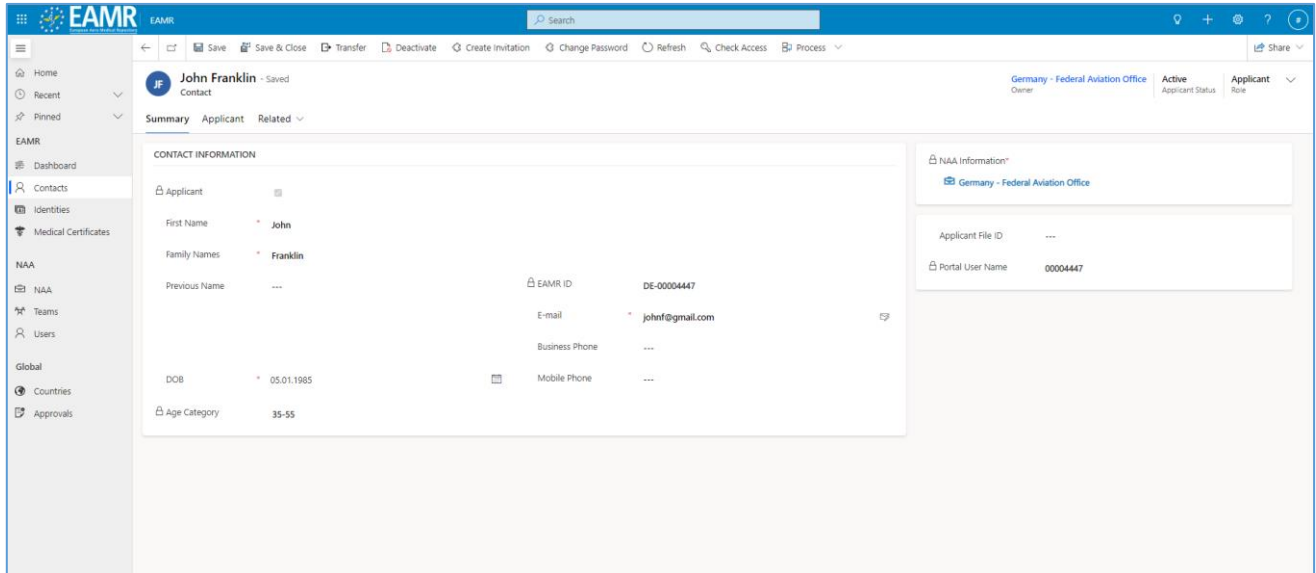 EAMR EAMR Search
European Aero-Medical Repository
Save Save & Close Transfer Deactivate Create Invitation Change Password Refresh Check Access Process Share
Home
Recent
Pinned
EAMR
Dashboard
Contacts
Identities
Medical Certificates
NAA
NAA
Teams
Users
Global
Countries
Approvals
JF John Franklin - Saved
Contact
Germany - Federal Aviation Office Active Applicant
Owner Applicant Status Role
Summary Applicant Related
CONTACT INFORMATION
Applicant
First Name * John
Family Names * Franklin
Previous Name ---
EAMR ID DE-00004447
E-mail * johnf@gmail.com
Business Phone ---
DOB * 05.01.1985
Mobile Phone ---
Age Category 35-55
NAA Information*
Germany - Federal Aviation Office
Applicant File ID ---
Portal User Name 00004447